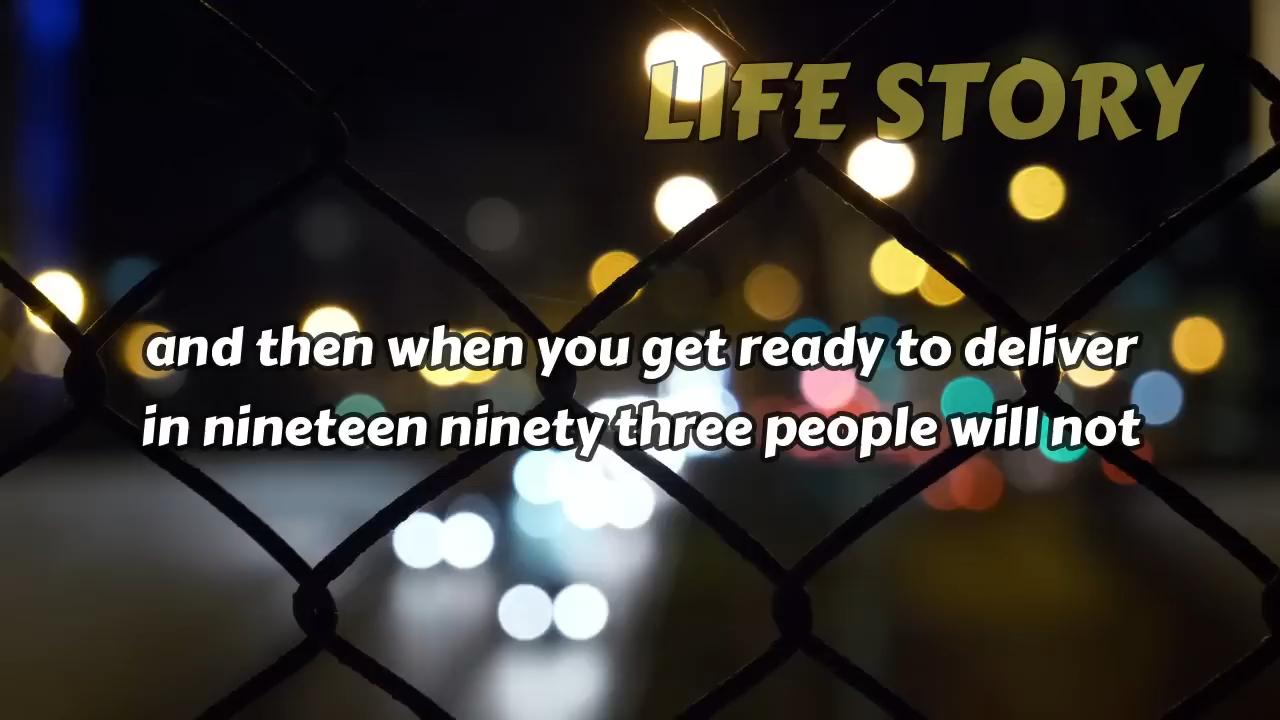 LIFE STORY
and then when you get ready to deliver
in nineteen ninety three people will not